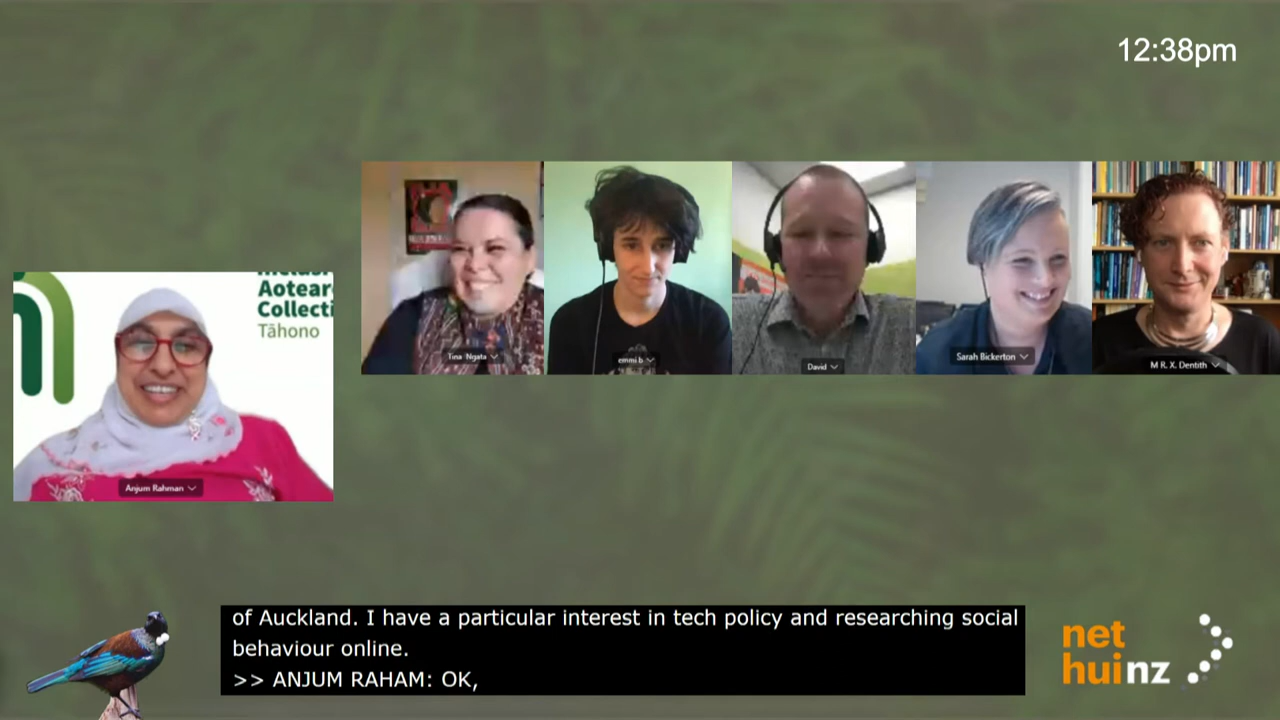 12:38pm
Aotear
Collecti
Tāhono
Tina Ngata
emmi b
David
Sarah Bickerton
M R. X. Dentith
Anjum Rahman
of Auckland. I have a particular interest in tech policy and researching social
behaviour online.
>> ANJUM RAHAM: OK,
net
huinz